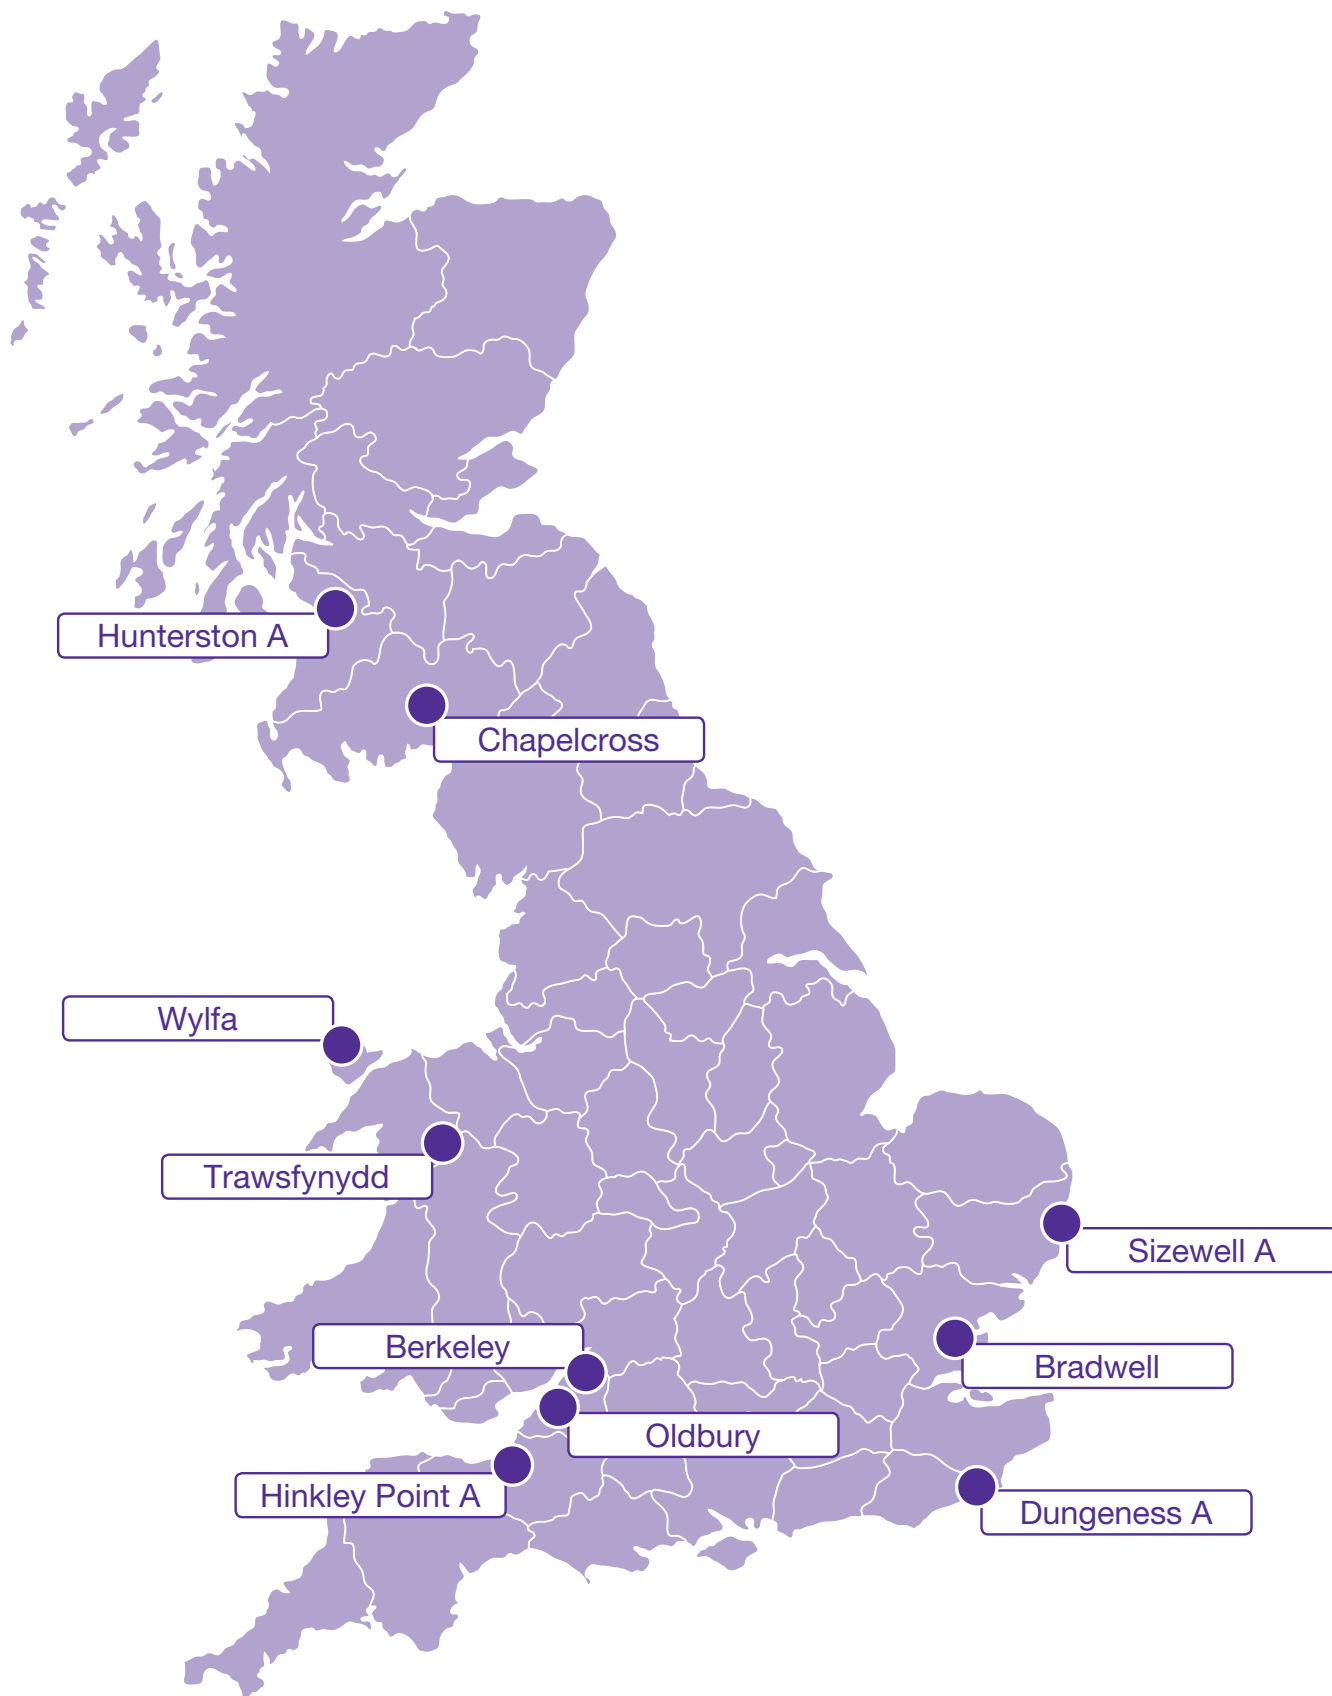 Hunterston A
Chapelcross
Wylfa
Trawsfynydd
Sizewell A
Berkeley
Bradwell
Oldbury
Hinkley Point A
Dungeness A